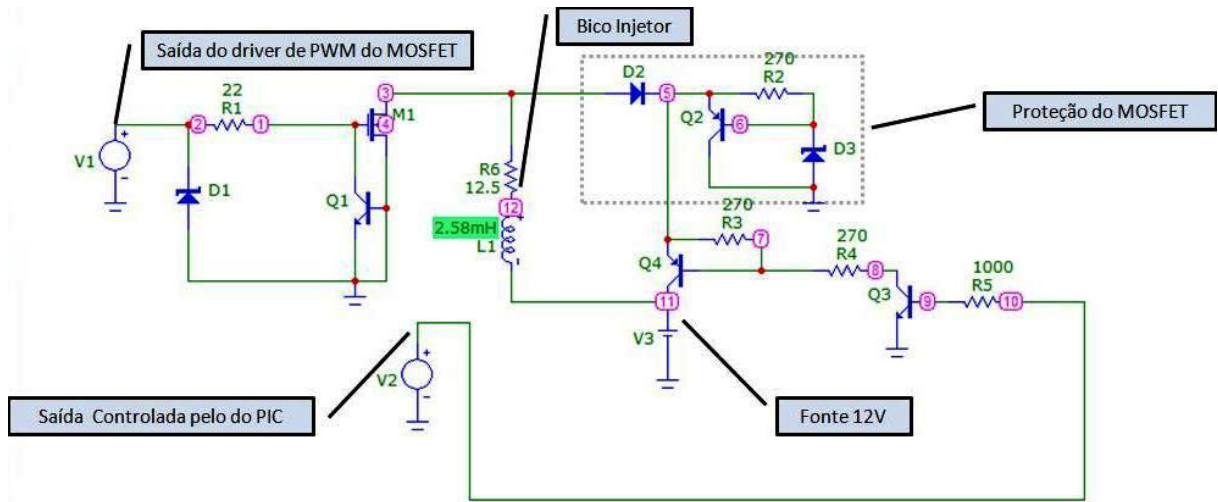 Bico Injetor
Saída do driver de PWM do MOSFET
270
R2
D2
5
3
22
R1
2
1
M1
4
Q2
6
D3
Proteção do MOSFET
V1
+
-
D1
Q1
R6
12.5
12
+
2.58mH
L1
-
270
R3
7
Q4
270
R4
8
Q3
9
1000
R5
10
11
V3
V2
+
-
Saída Controlada pelo do PIC
Fonte 12V